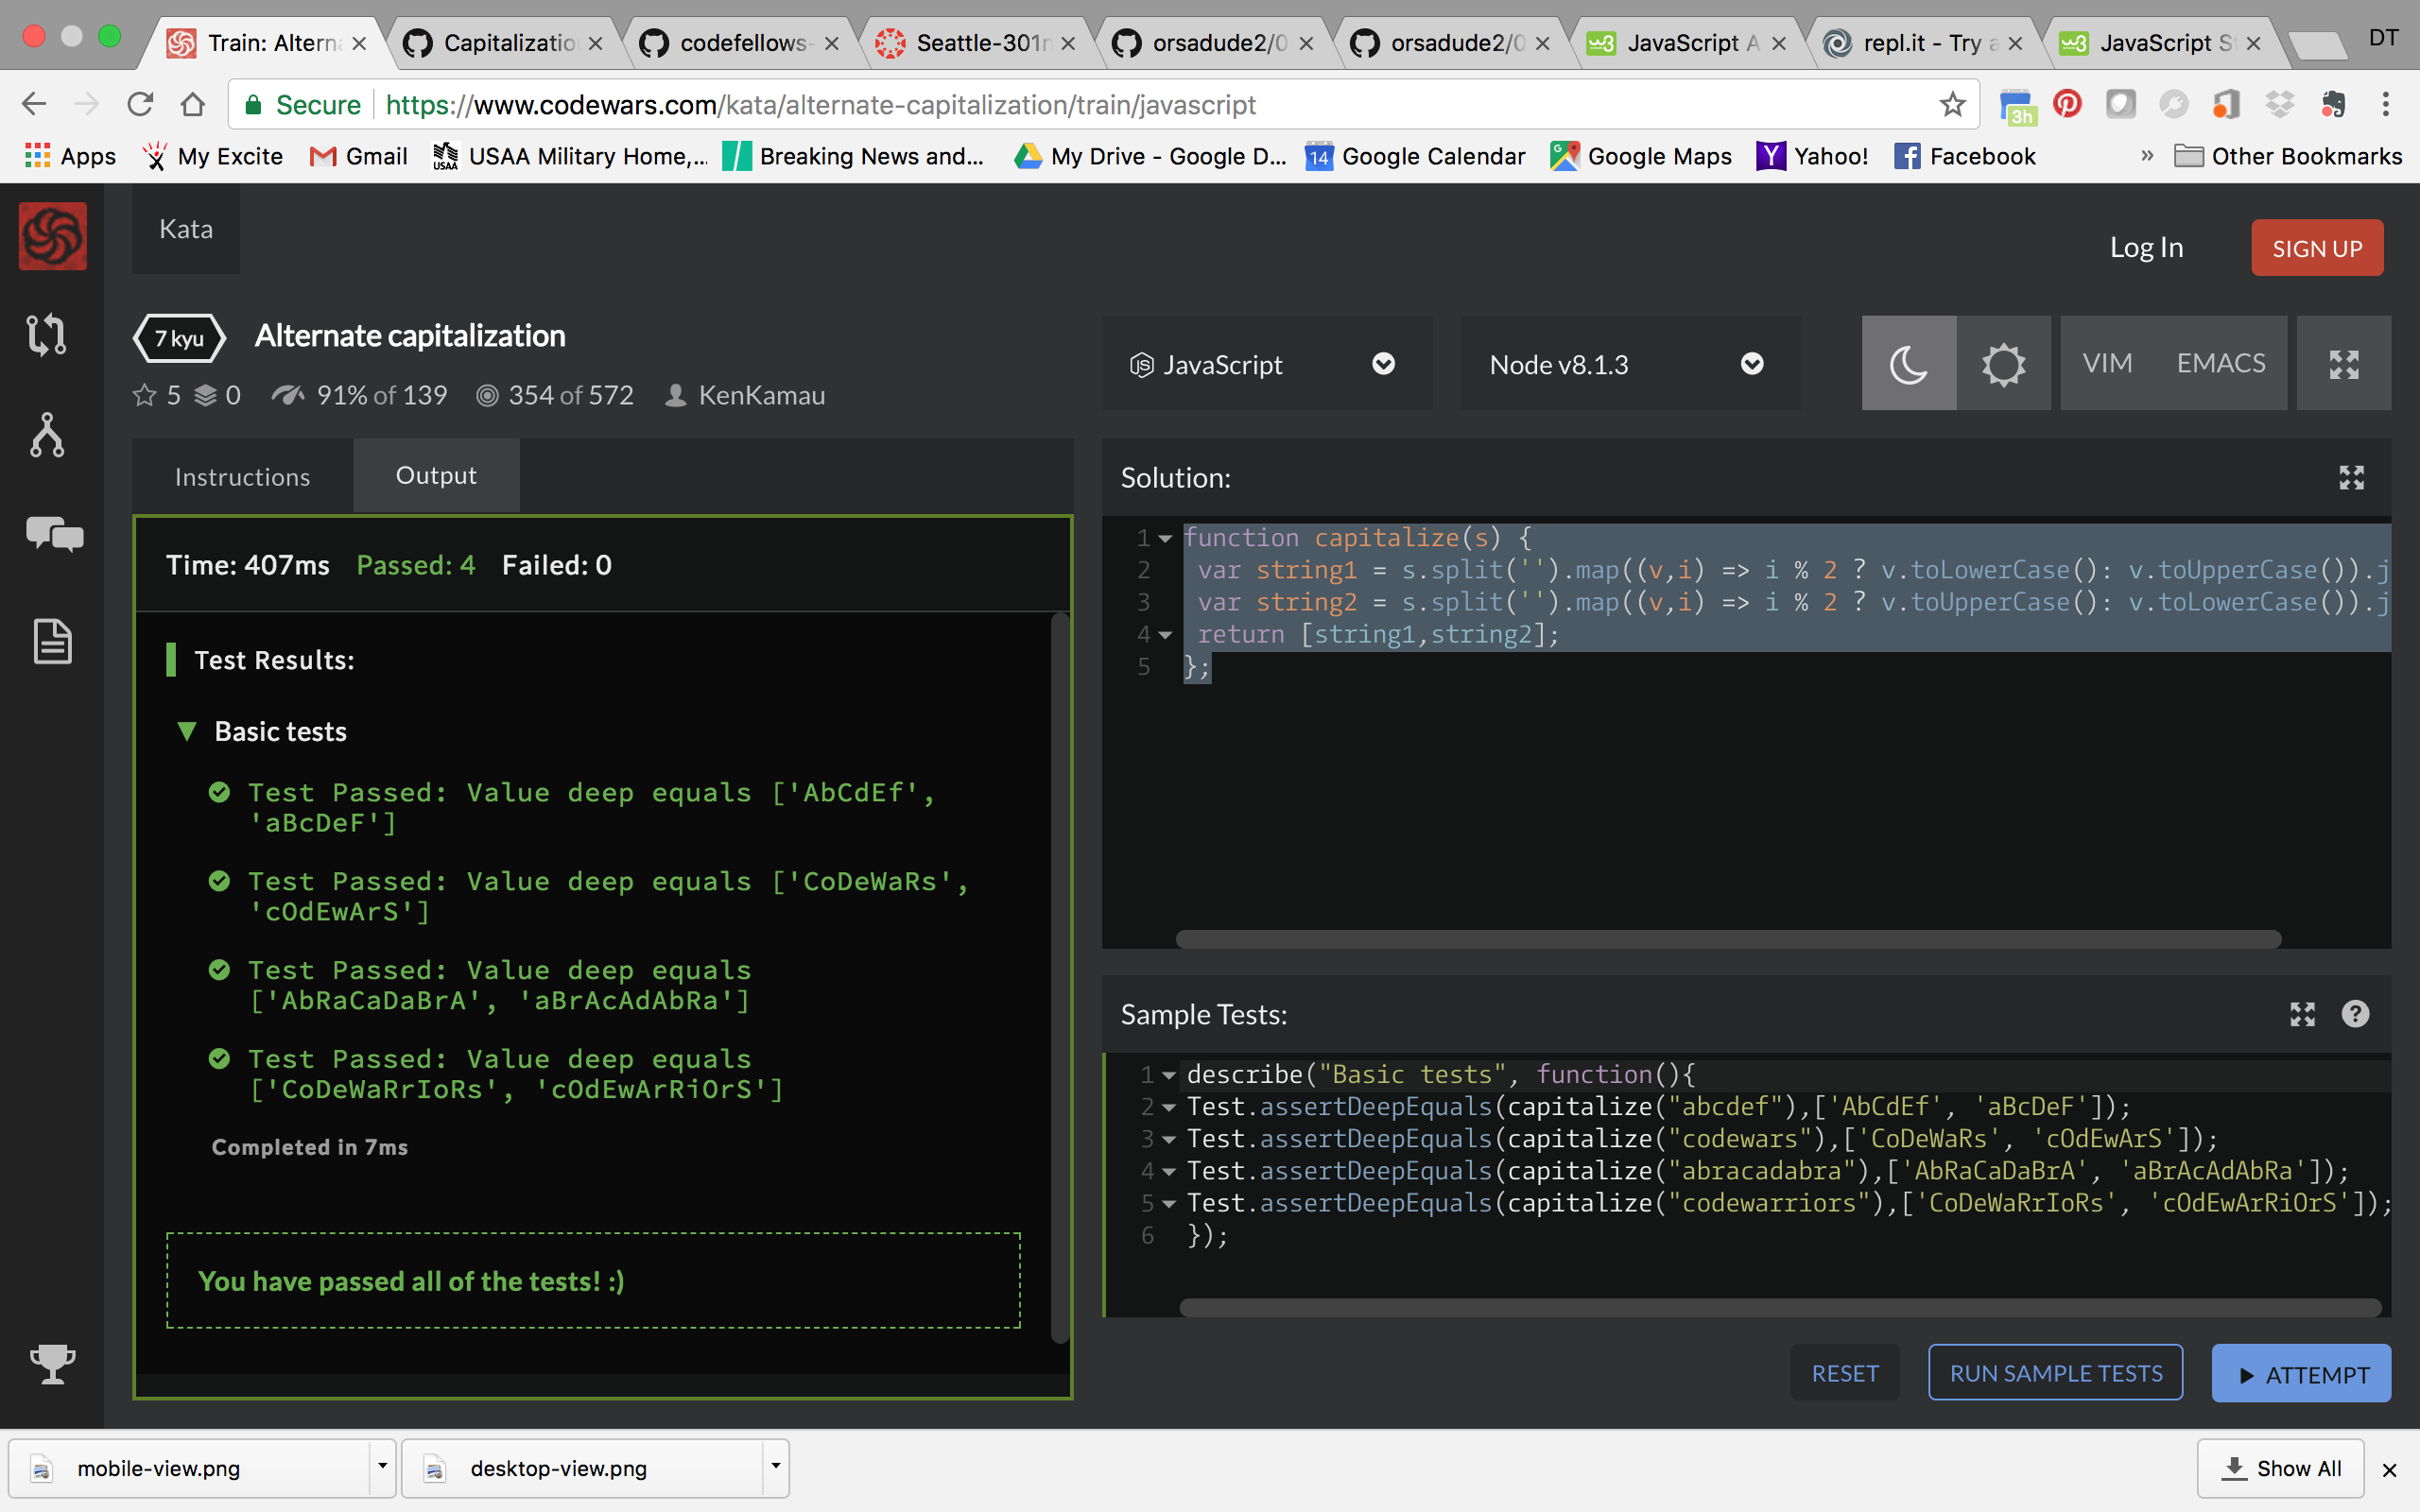 Train: Altern
Capitalizatio
codefellows-
Seattle-301n
orsadude2/0
orsadude2/0
JavaScript A
repl.it - Try a
JavaScript S
DT
Secure
https://www.codewars.com/kata/alternate-capitalization/train/javascript
3h
Apps
My Excite
Gmail
USAA
USAA Military Home,...
Breaking News and...
My Drive - Google D...
14
Google Calendar
Google Maps
Yahoo!
Facebook
»
Other Bookmarks
Kata
Log In
SIGN UP
7 kyu
Alternate capitalization
5
0
91% of 139
354 of 572
KenKamau
JavaScript
Node v8.1.3
VIM
EMACS
Instructions
Output
Time: 407ms Passed: 4 Failed: 0
Test Results:
Basic tests
Test Passed: Value deep equals ['AbCdEf',
'aBcDeF']
Test Passed: Value deep equals ['CoDeWaRs',
'cOdEwArS']
Test Passed: Value deep equals
['AbRaCaDaBrA', 'aBrAcAdAbRa']
Test Passed: Value deep equals
['CoDeWaRrIoRs', 'cOdEwArRiOrS']
Completed in 7ms
You have passed all of the tests! :)
Solution:
1 function capitalize(s) {
2 var string1 = s.split('').map((v,i) => i % 2 ? v.toLowerCase(): v.toUpperCase()).j
3 var string2 = s.split('').map((v,i) => i % 2 ? v.toUpperCase(): v.toLowerCase()).j
4 return [string1,string2];
5 };
Sample Tests:
1 describe("Basic tests", function(){
2 Test.assertDeepEquals(capitalize("abcdef"),['AbCdEf', 'aBcDeF']);
3 Test.assertDeepEquals(capitalize("codewars"),['CoDeWaRs', 'cOdEwArS']);
4 Test.assertDeepEquals(capitalize("abracadabra"),['AbRaCaDaBrA', 'aBrAcAdAbRa']);
5 Test.assertDeepEquals(capitalize("codewarriors"),['CoDeWaRrIoRs', 'cOdEwArRiOrS']);
6 });
RESET
RUN SAMPLE TESTS
ATTEMPT
mobile-view.png
desktop-view.png
Show All